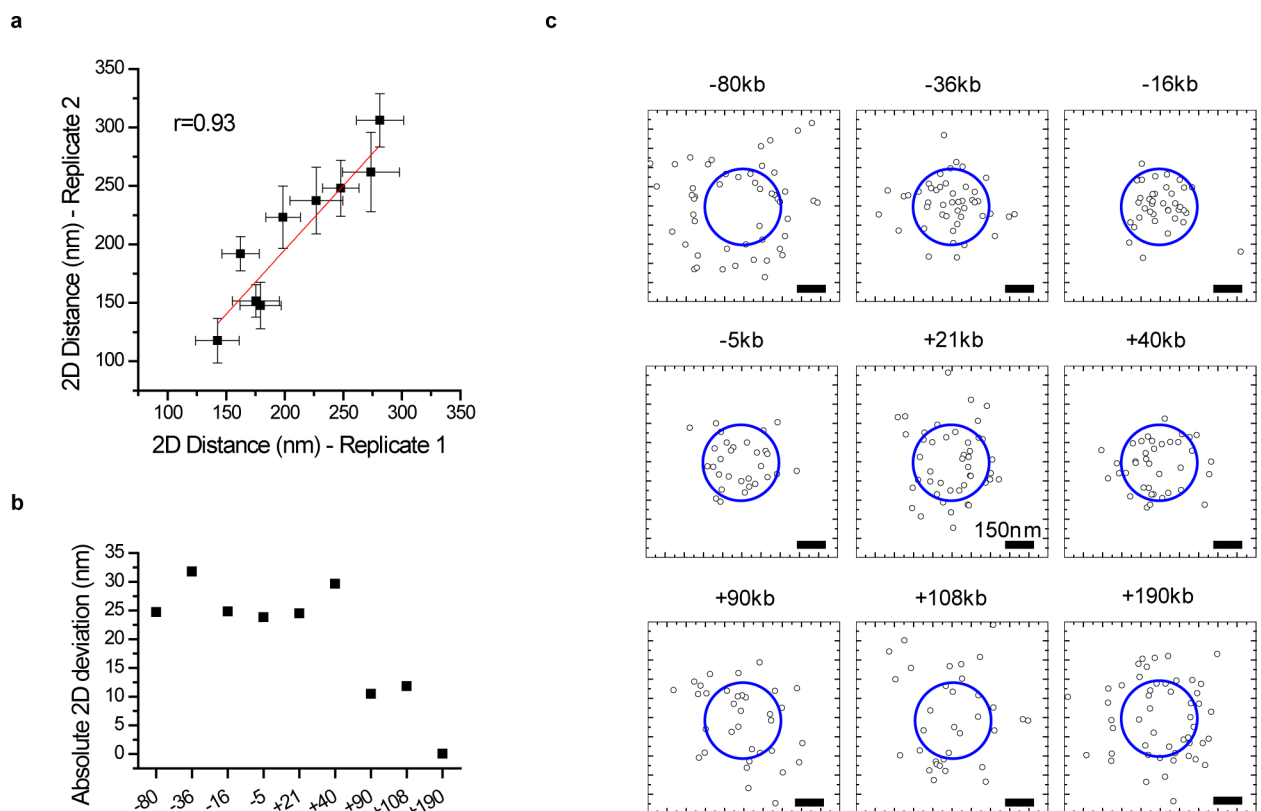 a
350
300
250
200
150
100
2D Distance (nm) - Replicate 2
r=0.93
100 150 200 250 300 350
2D Distance (nm) - Replicate 1
b
35
30
25
20
15
10
5
0
Absolute 2D deviation (nm)
-80 -36 -16 -5 +21 +40 +90 +108 +190
c
-80kb -36kb -16kb
-5kb +21kb +40kb
150nm
+90kb +108kb +190kb